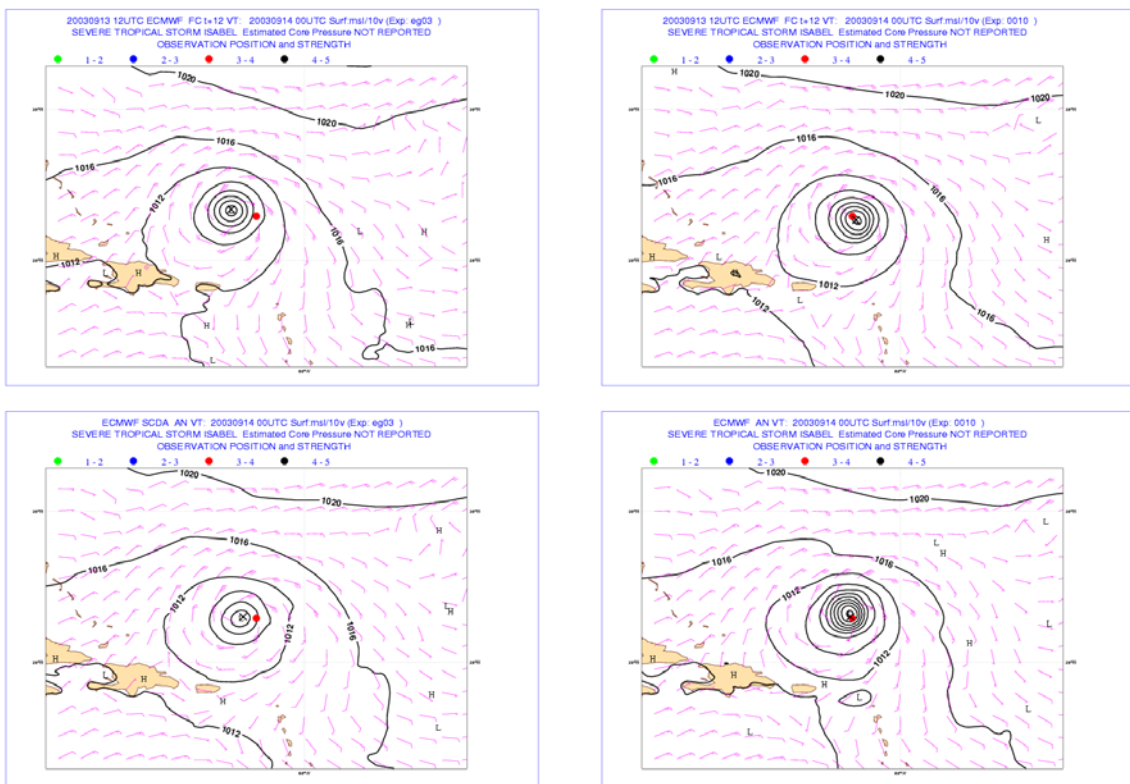 20030913 12UTC ECMWF FC t+12 VT: 20030914 00UTC Surf:msl/10v (Exp: eg03 )
SEVERE TROPICAL STORM ISABEL Estimated Core Pressure NOT REPORTED
OBSERVATION POSITION and STRENGTH
1 - 2 2 - 3 3 - 4 4 - 5
1020
1020
1016
1016
1012
1016
1012
1016
H
L
H
L
H
H
H
L
20030913 12UTC ECMWF FC t+12 VT: 20030914 00UTC Surf:msl/10v (Exp: 0010 )
SEVERE TROPICAL STORM ISABEL Estimated Core Pressure NOT REPORTED
OBSERVATION POSITION and STRENGTH
1 - 2 2 - 3 3 - 4 4 - 5
H
1020
1020
1020
L
1016
1016
1016
H
H
L
1012
L
1012
1016
ECMWF SCDA AN VT: 20030914 00UTC Surf:msl/10v (Exp: eg03 )
SEVERE TROPICAL STORM ISABEL Estimated Core Pressure NOT REPORTED
OBSERVATION POSITION and STRENGTH
1 - 2 2 - 3 3 - 4 4 - 5
1020
1020
H
1016
1016
1012
L
H
1012
1016
H
L
H
H
H
L
1012
ECMWF AN VT: 20030914 00UTC Surf:msl/10v (Exp: 0010 )
SEVERE TROPICAL STORM ISABEL Estimated Core Pressure NOT REPORTED
OBSERVATION POSITION and STRENGTH
1 - 2 2 - 3 3 - 4 4 - 5
1020
1020
L
L
H
1016
1016
1012
L
H
H
1012
H
H
L
L
L
1016